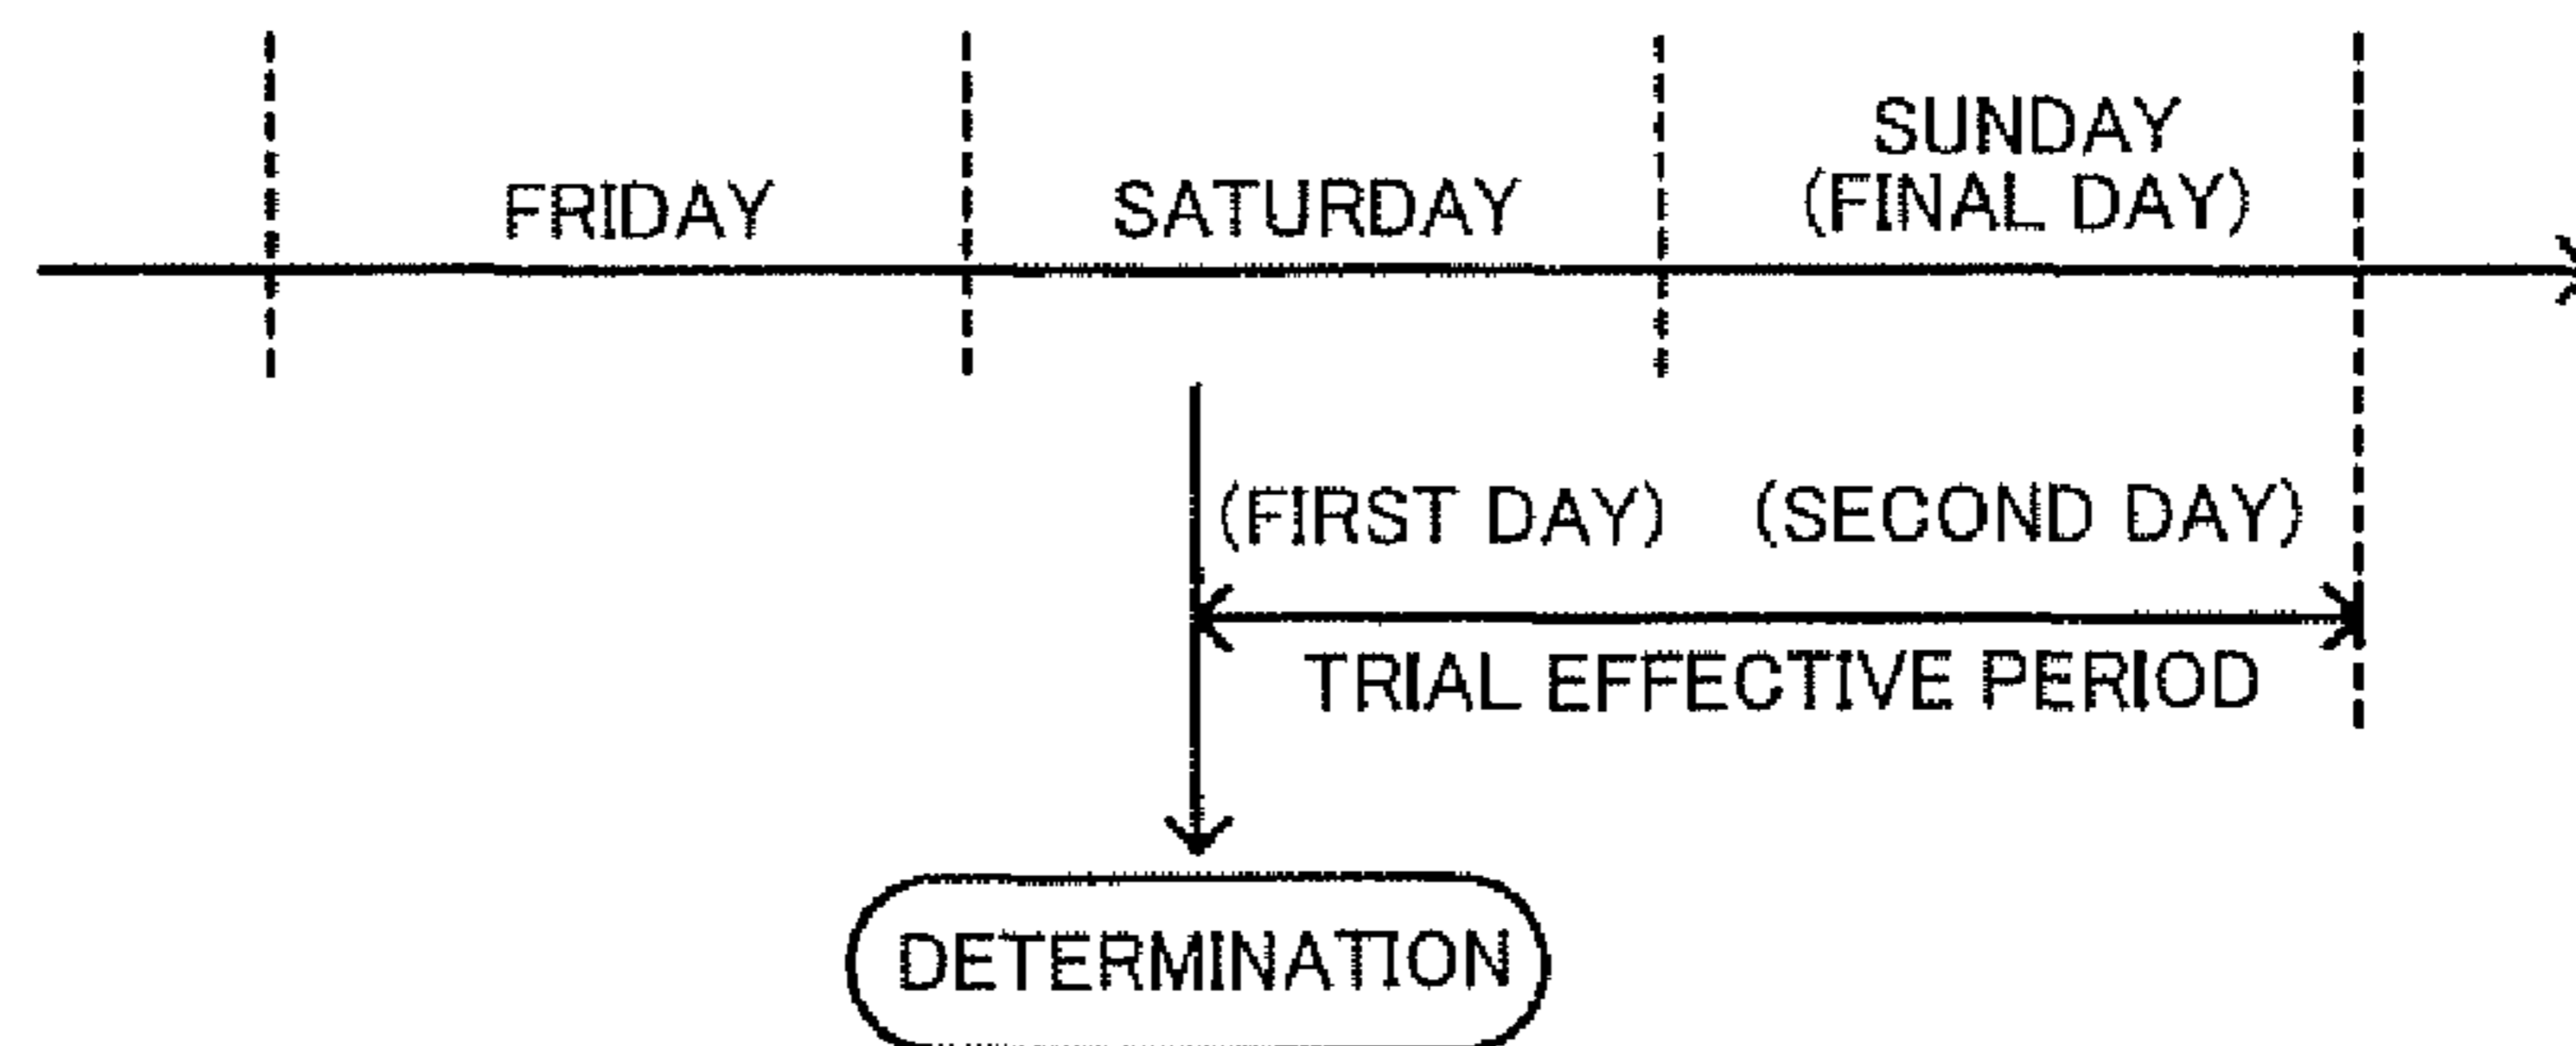 FRIDAY
SATURDAY
SUNDAY
(FINAL DAY)
(FIRST DAY)
(SECOND DAY)
TRIAL EFFECTIVE PERIOD
DETERMINATION